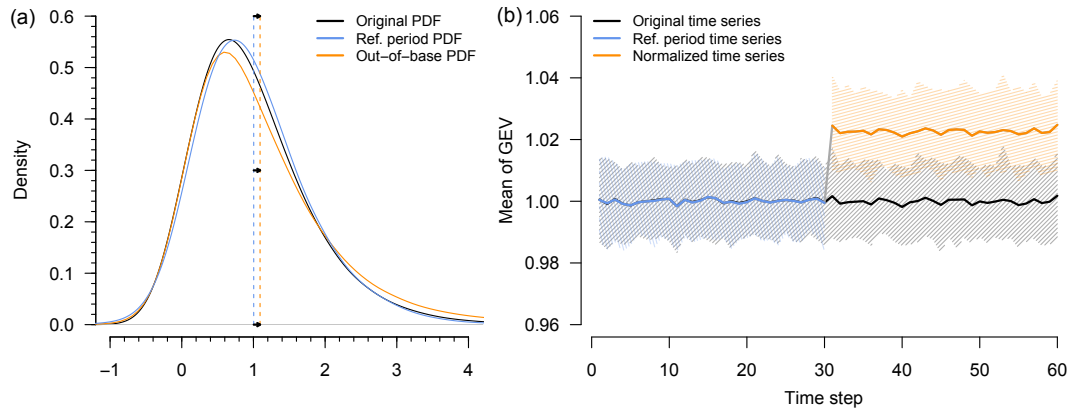 (a)
Original PDF
Ref. period PDF
Out−of−base PDF
Density
0.6
0.5
0.4
0.3
0.2
0.1
0.0
−1 0 1 2 3 4
(b)
Original time series
Ref. period time series
Normalized time series
Mean of GEV
1.06
1.04
1.02
1.00
0.98
0.96
0 10 20 30 40 50 60
Time step